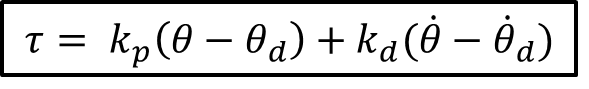 τ = k_p(θ − θ_d) + k_d(θ̇ − θ̇_d)